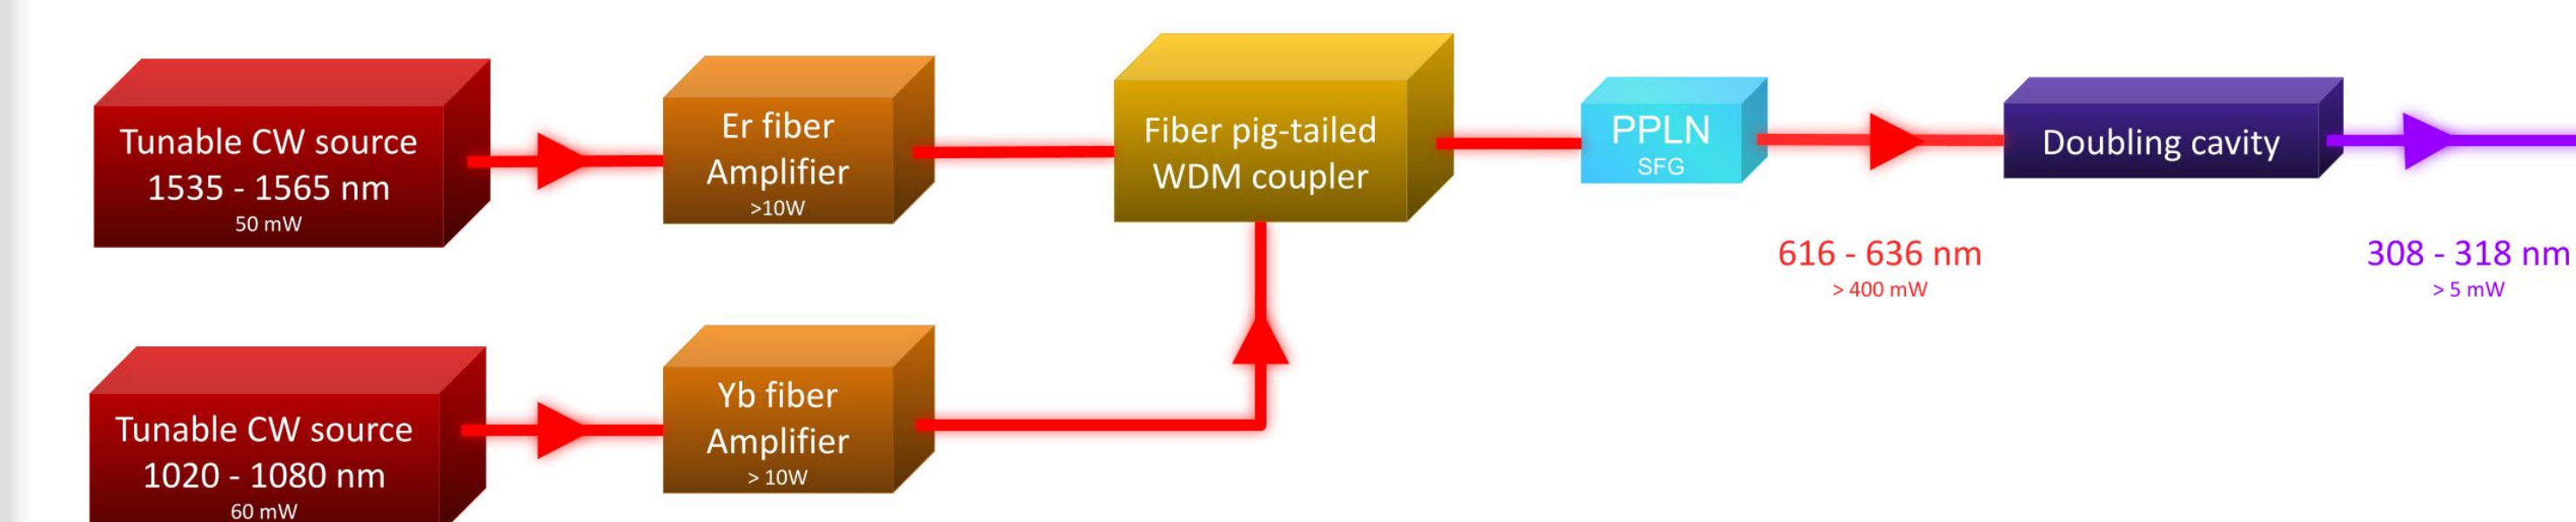 Tunable CW source
1535 - 1565 nm
50 mW
Er fiber
Amplifier
>10W
Fiber pig-tailed
WDM coupler
PPLN
SFG
616 - 636 nm
> 400 mW
Doubling cavity
308 - 318 nm
> 5 mW
Tunable CW source
1020 - 1080 nm
60 mW
Yb fiber
Amplifier
> 10W